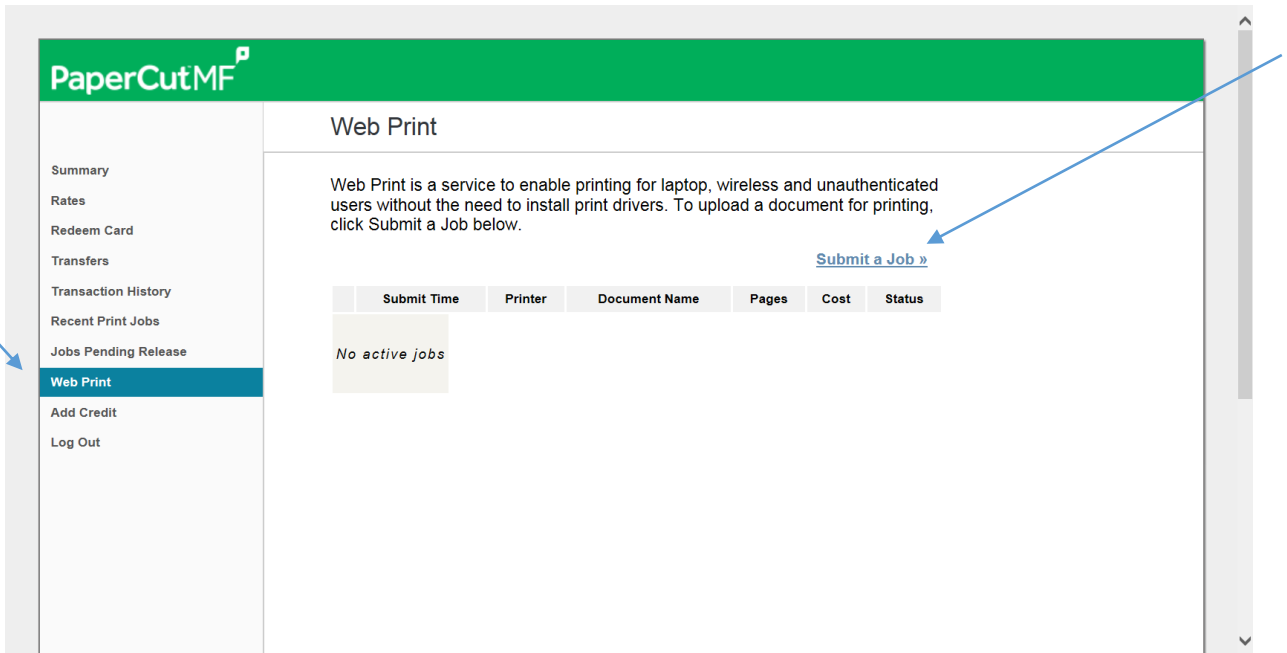 PaperCutMF
Web Print
Summary
Rates
Redeem Card
Transfers
Transaction History
Recent Print Jobs
Jobs Pending Release
Web Print
Add Credit
Log Out
Web Print is a service to enable printing for laptop, wireless and unauthenticated
users without the need to install print drivers. To upload a document for printing,
click Submit a Job below.
Submit a Job »
Submit Time Printer Document Name Pages Cost Status
No active jobs